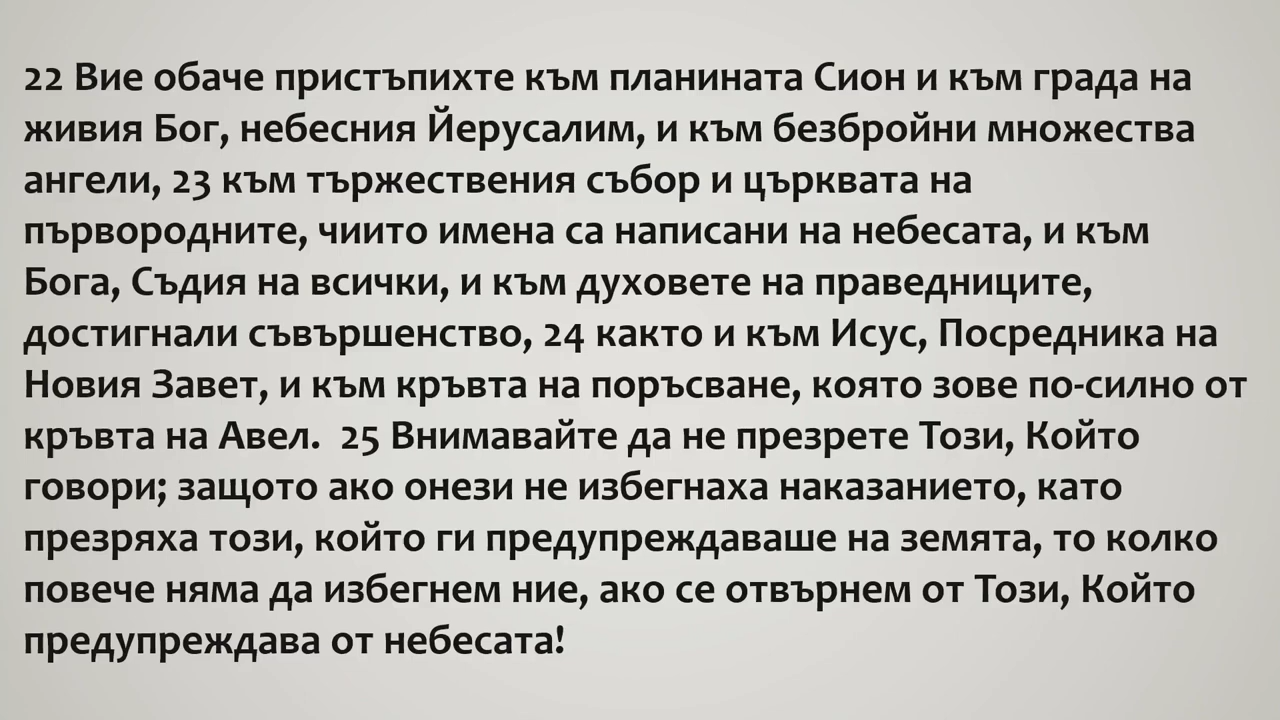 22 Вие обаче пристъпихте към планината Сион и към града на
живия Бог, небесния Йерусалим, и към безбройни множества
ангели, 23 към тържествения събор и църквата на
първородните, чиито имена са написани на небесата, и към
Бога, Съдия на всички, и към духовете на праведниците,
достигнали съвършенство, 24 както и към Исус, Посредника на
Новия Завет, и към кръвта на поръсване, която зове по-силно от
кръвта на Авел.  25 Внимавайте да не презрете Този, Който
говори; защото ако онези не избегнаха наказанието, като
презряха този, който ги предупреждаваше на земята, то колко
повече няма да избегнем ние, ако се отвърнем от Този, Който
предупреждава от небесата!